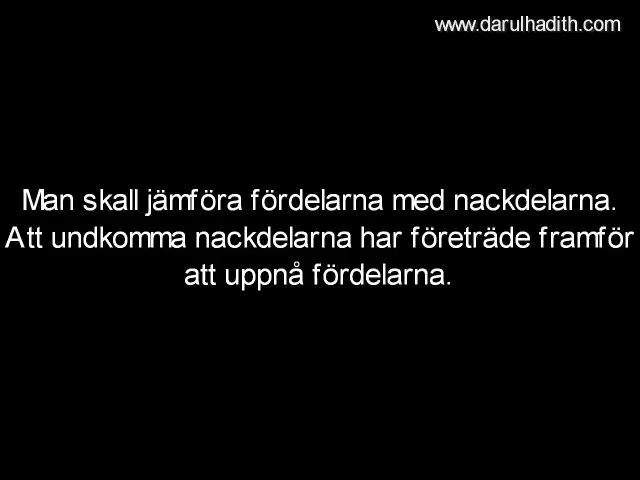 www.darulhadith.com
Man skall jämföra fördelarna med nackdelarna.
Att undkomma nackdelarna har företräde framför
att uppnå fördelarna.